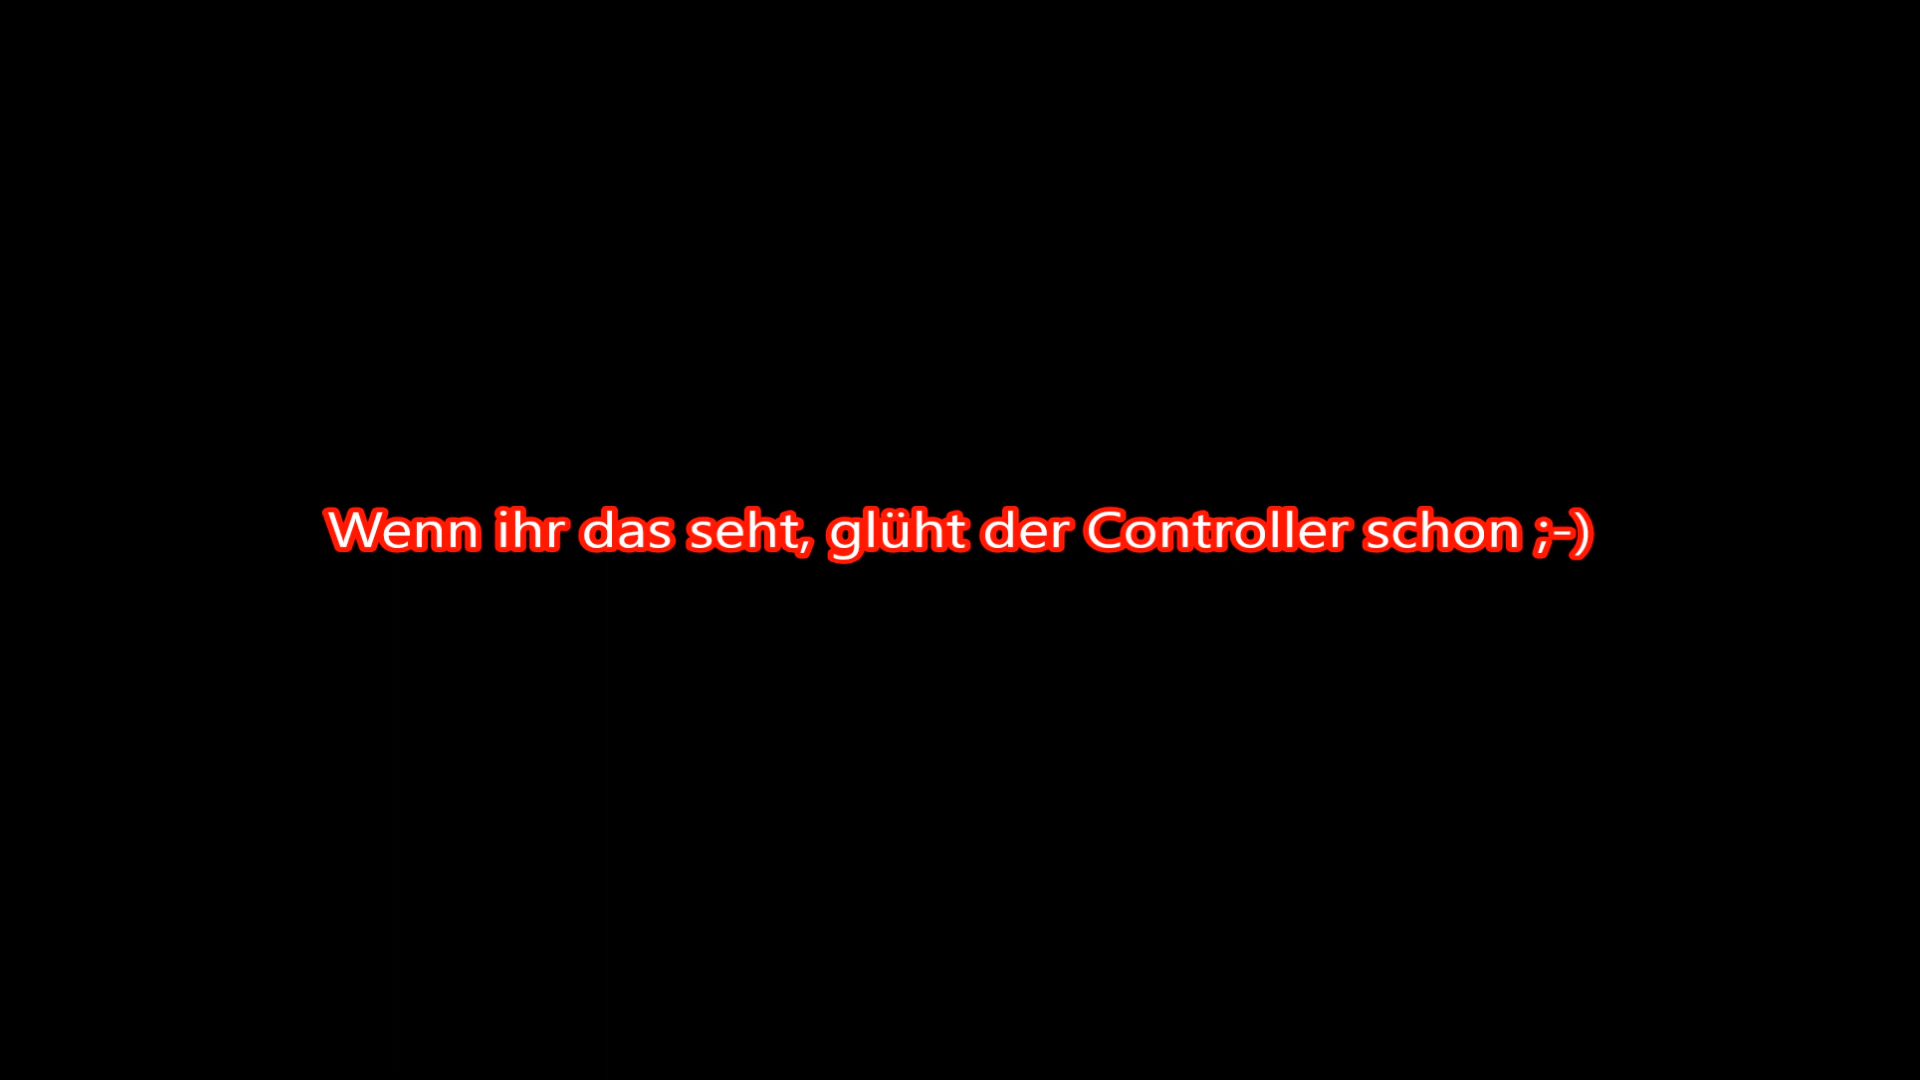 Wenn ihr das seht, glüht der Controller schon ;-)